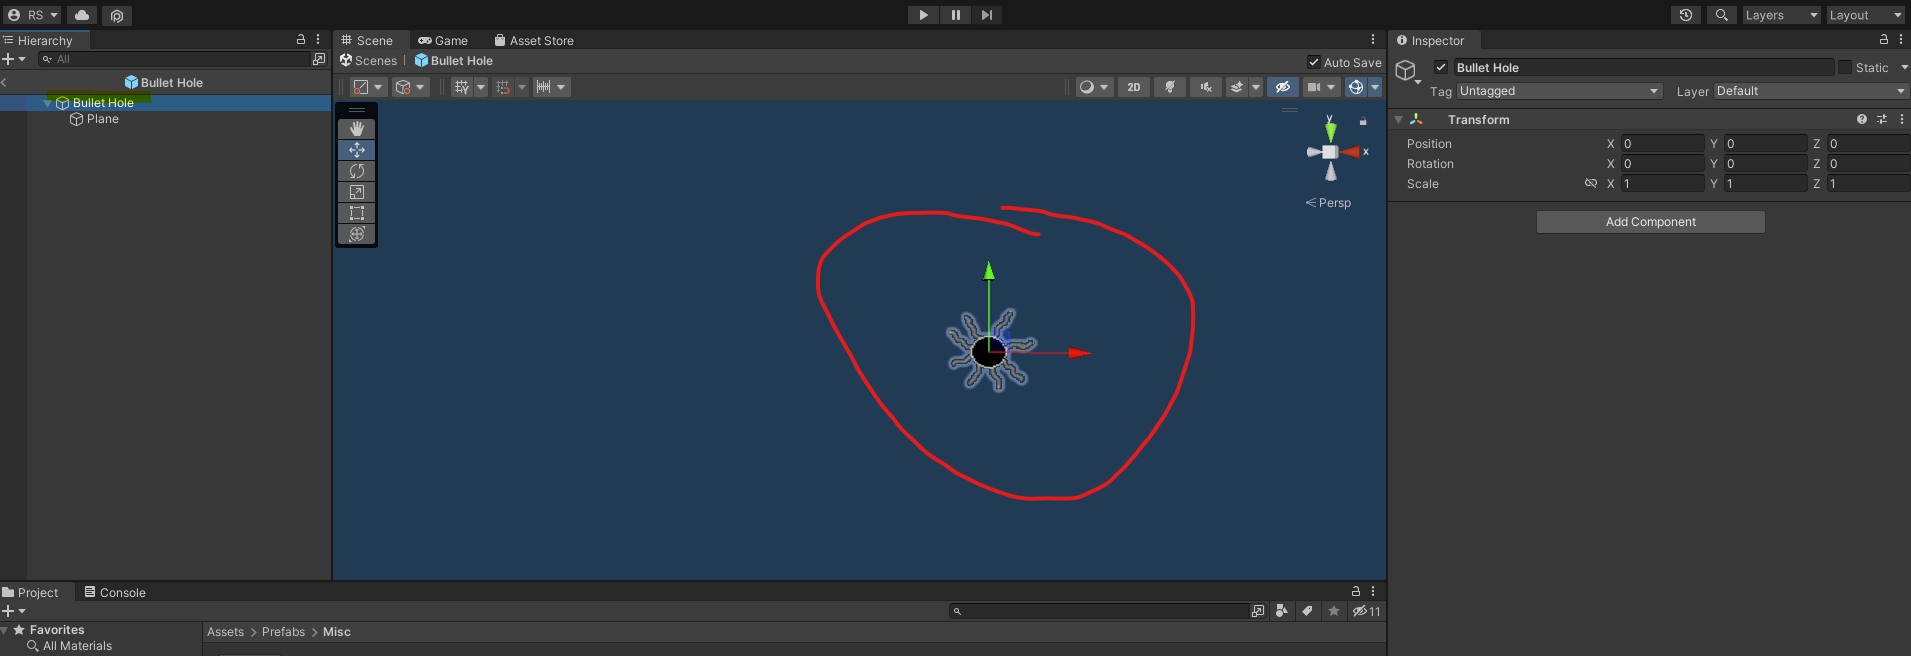 RS
Layers
Layout
Hierarchy
Scene
Game
Asset Store
Inspector
All
Scenes
Bullet Hole
Auto Save
Bullet Hole
Static
Bullet Hole
2D
Tag Untagged
Layer Default
Bullet Hole
Plane
y
x
Persp
Transform
Position X 0 Y 0 Z 0
Rotation X 0 Y 0 Z 0
Scale X 1 Y 1 Z 1
Add Component
Project
Console
11
Favorites
All Materials
Assets > Prefabs > Misc